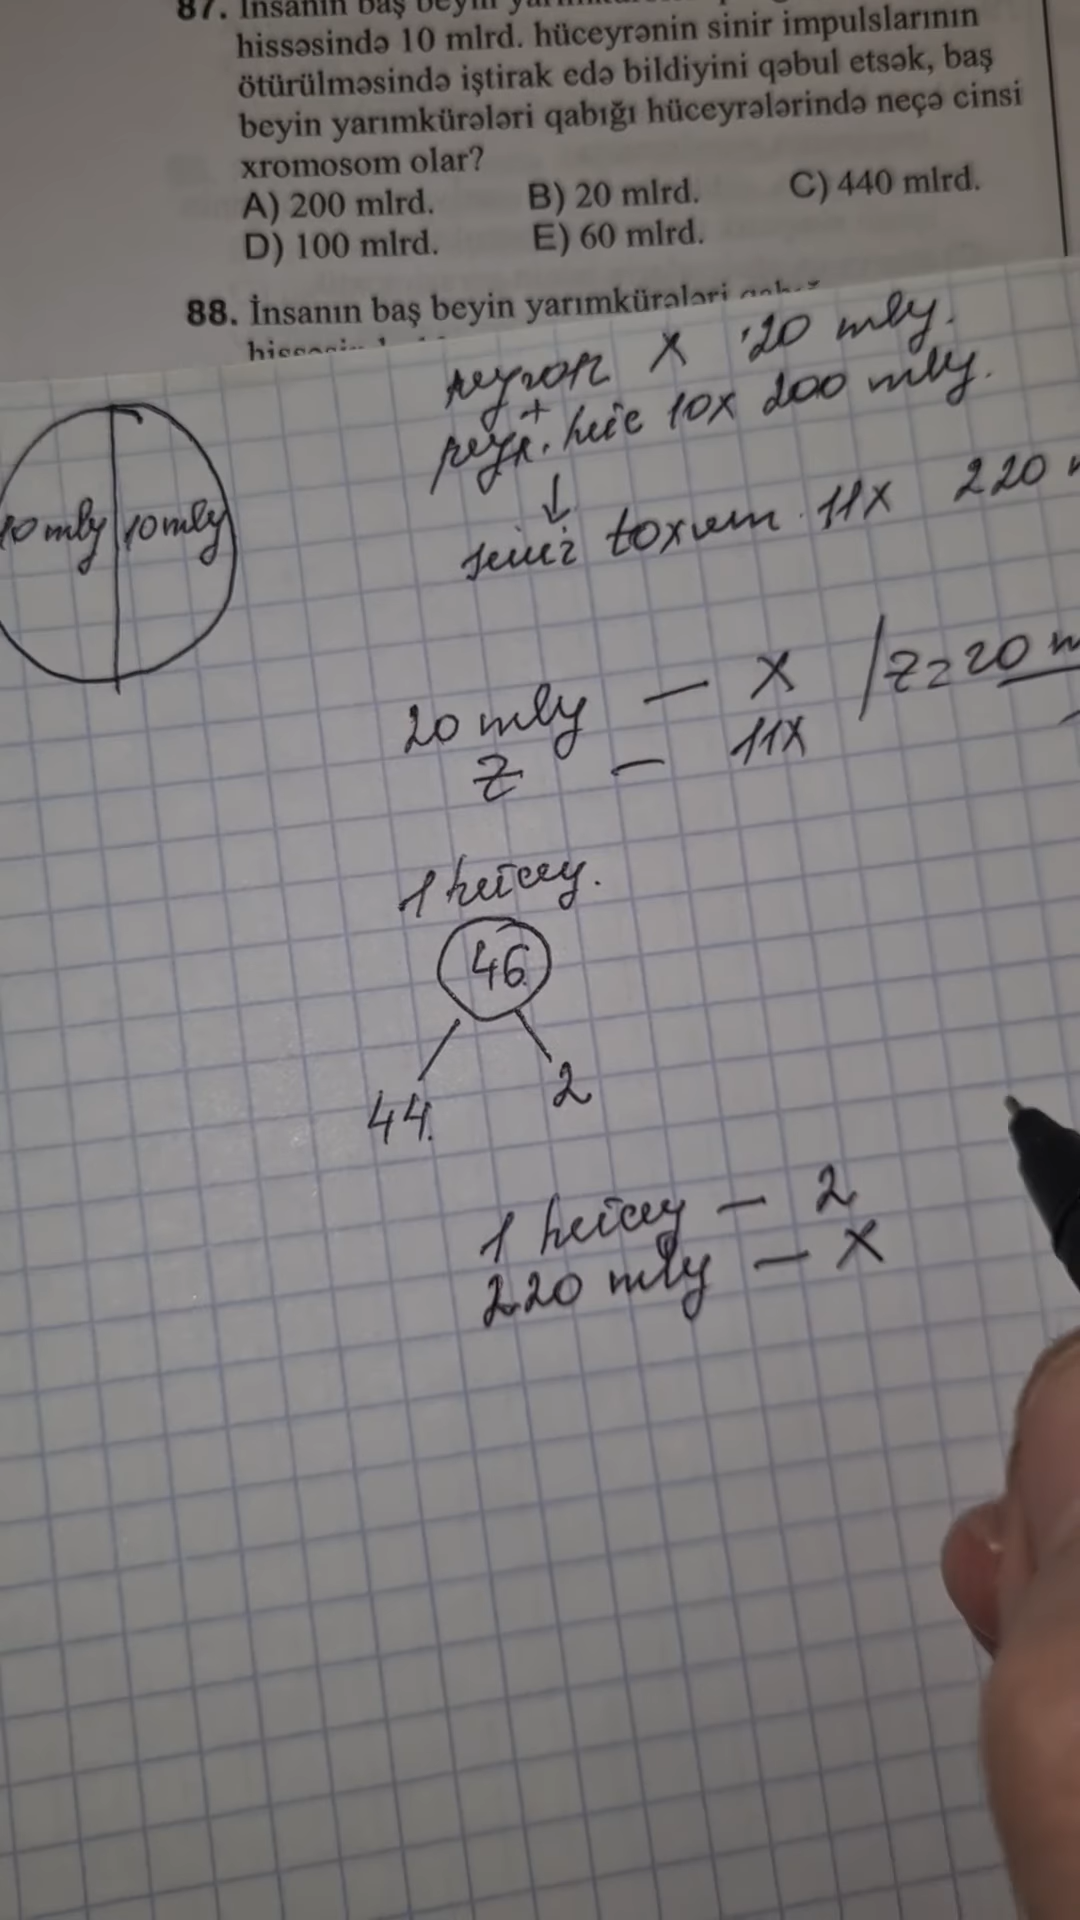 87. İnsanın baş beyin
hissəsində 10 mlrd. hüceyrənin sinir impulslarının
ötürülməsində iştirak edə bildiyini qəbul etsək, baş
beyin yarımkürələri qabığı hüceyrələrində neçə cinsi
xromosom olar?
A) 200 mlrd. B) 20 mlrd. C) 440 mlrd.
D) 100 mlrd. E) 60 mlrd.
88. İnsanın baş beyin yarımkürələri
neyron x 20 mly.
+
neyr. hüc 10x 200 mly.
↓
sinir toxum. 11x 220
10 mly 10 mly
20 mly — x / z=20
z — 11x
1 hücey.
46
44. 2
1 hücey — 2
220 mly — x